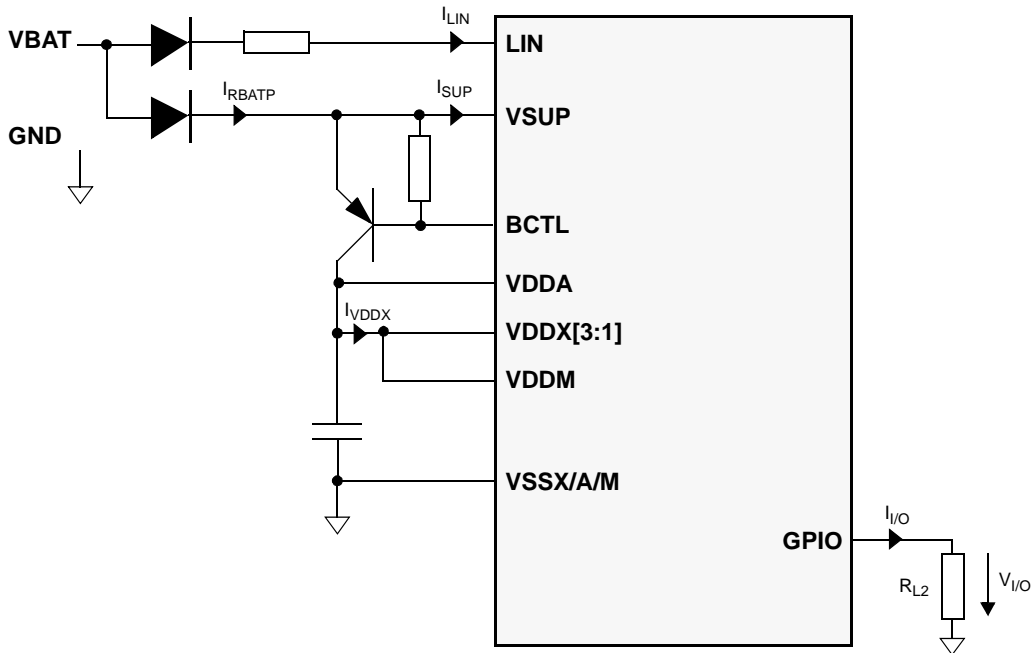 I_LIN
VBAT
LIN
I_RBATP
I_SUP
VSUP
GND
BCTL
VDDA
I_VDDX
VDDX[3:1]
VDDM
VSSX/A/M
I_I/O
GPIO
R_L2
V_I/O